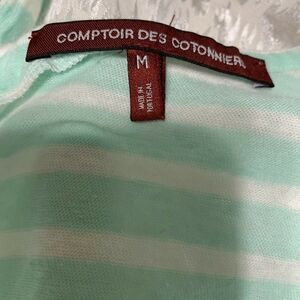 COMPTOIR DES COTONNIERS
M
MADE IN
PORTUGAL